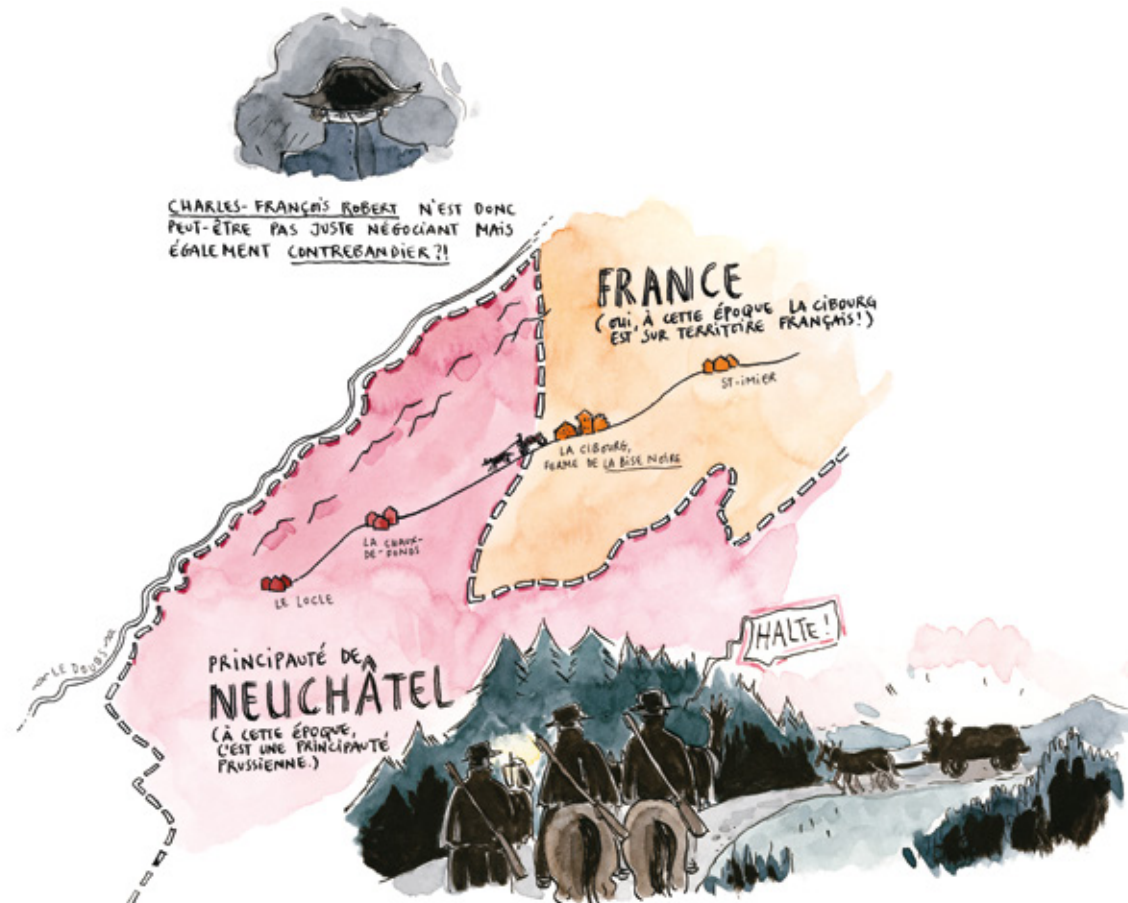 CHARLES-FRANÇOIS ROBERT N'EST DONC
PEUT-ÊTRE PAS JUSTE NÉGOCIANT MAIS
ÉGALEMENT CONTREBANDIER?!
FRANCE
(OUI, À CETTE ÉPOQUE LA CIBOURG
EST SUR TERRITOIRE FRANÇAIS!)
ST-IMIER
LA CIBOURG,
FERME DE LA BISE NOIRE
LA CHAUX-
DE-FONDS
LE LOCLE
LE DOUBS
PRINCIPAUTÉ DE
NEUCHÂTEL
(À CETTE ÉPOQUE,
C'EST UNE PRINCIPAUTÉ
PRUSSIENNE.)
HALTE!